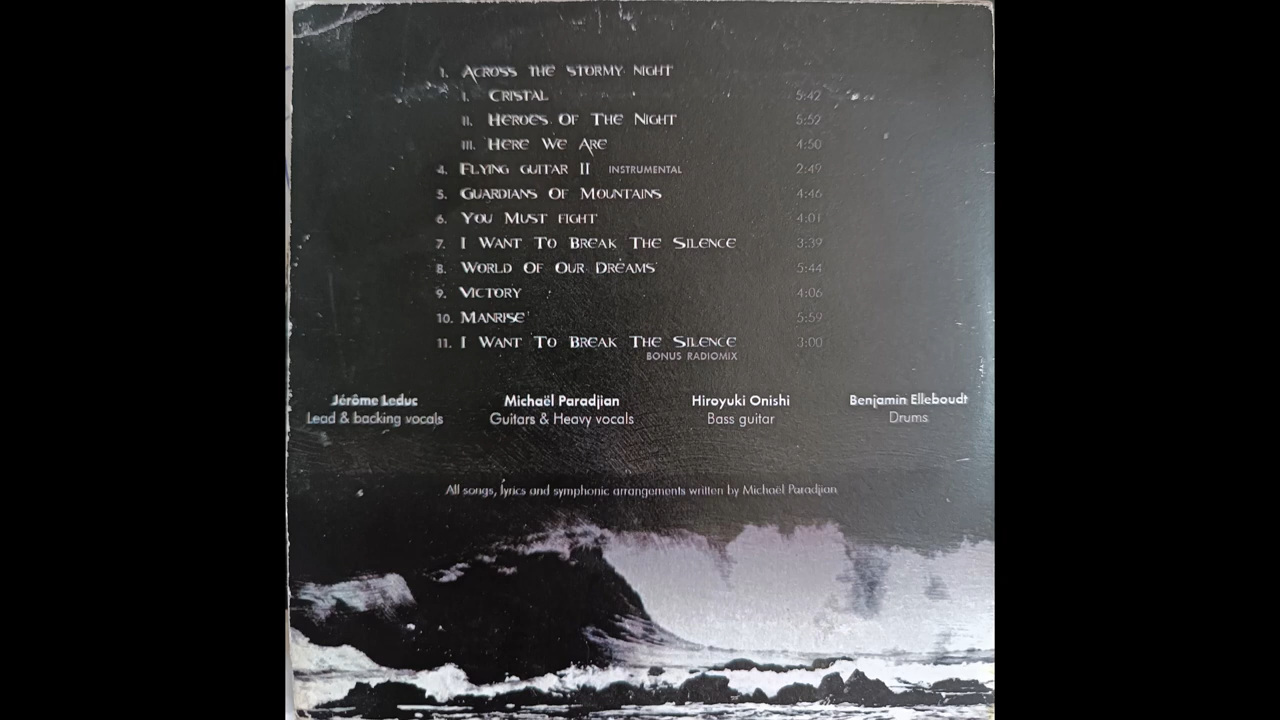 1. Across the stormy night
I. Cristal 5:42
II. Heroes Of The Night 5:52
III. Here We Are 4:50
4. Flying guitar II INSTRUMENTAL 2:49
5. Guardians Of Mountains 4:46
6. You Must fight 4:01
7. I Want To Break The Silence 3:39
8. World Of Our Dreams 5:44
9. Victory 4:06
10. Manrise 5:59
11. I Want To Break The Silence 3:00
BONUS RADIOMIX
Jérôme Leduc Michaël Paradjian Hiroyuki Onishi Benjamin Elleboudt
Lead & backing vocals Guitars & Heavy vocals Bass guitar Drums
All songs, lyrics and symphonic arrangements written by Michaël Paradjian